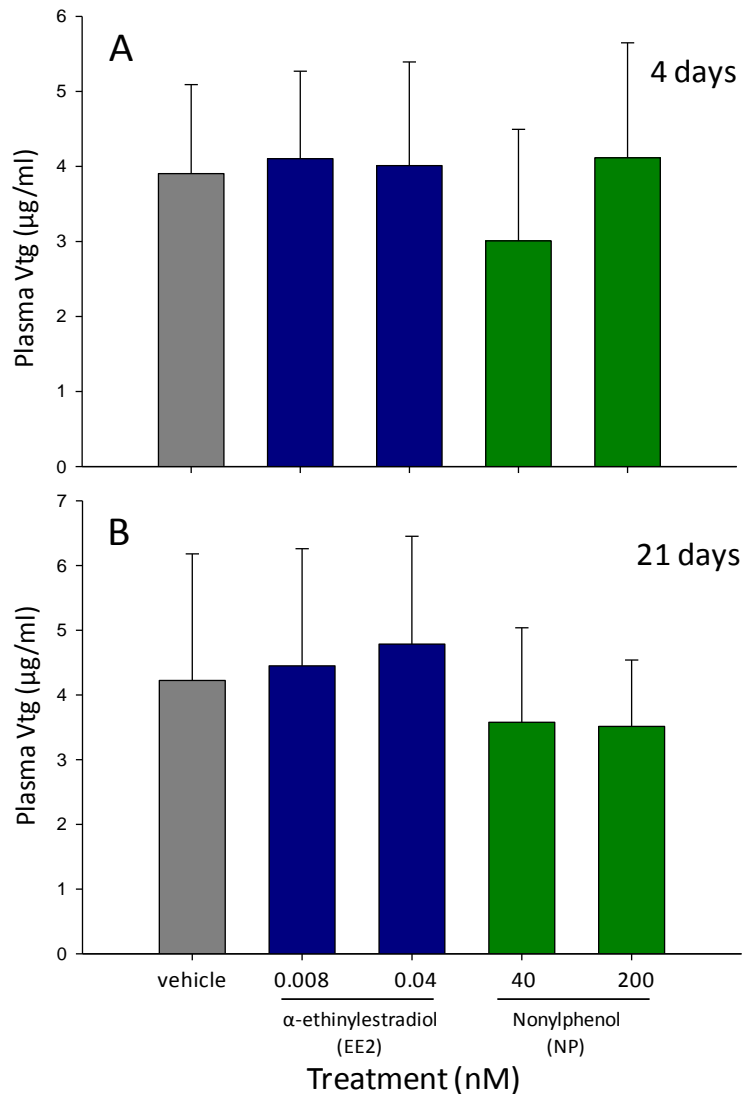 A
4 days
Plasma Vtg (µg/ml)
6
5
4
3
2
1
0
B
21 days
Plasma Vtg (µg/ml)
7
6
5
4
3
2
1
0
vehicle 0.008 0.04 40 200
α-ethinylestradiol Nonylphenol
(EE2) (NP)
Treatment (nM)